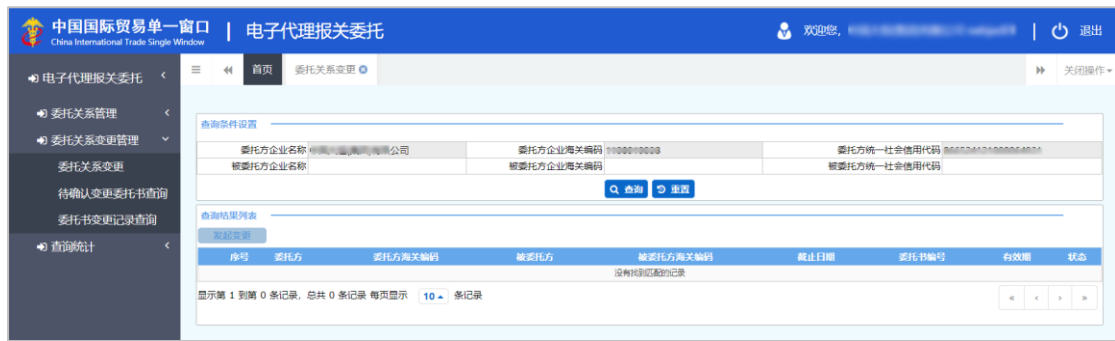 中国国际贸易单一窗口 | 电子代理报关委托 欢迎您, | 退出
China International Trade Single Window
电子代理报关委托 首页 委托关系变更 关闭操作
委托关系管理
委托关系变更管理
委托关系变更
待确认变更委托书查询
委托书变更记录查询
查询统计
查询条件设置
委托方企业名称 公司 委托方企业海关编码 委托方统一社会信用代码
被委托方企业名称 被委托方企业海关编码 被委托方统一社会信用代码
查询 重置
查询结果列表
发起变更
序号 委托方 委托方海关编码 被委托方 被委托方海关编码 截止日期 委托书编号 有效期 状态
没有找到匹配的记录
显示第 1 到第 0 条记录, 总共 0 条记录 每页显示 10 条记录
« ‹ › »